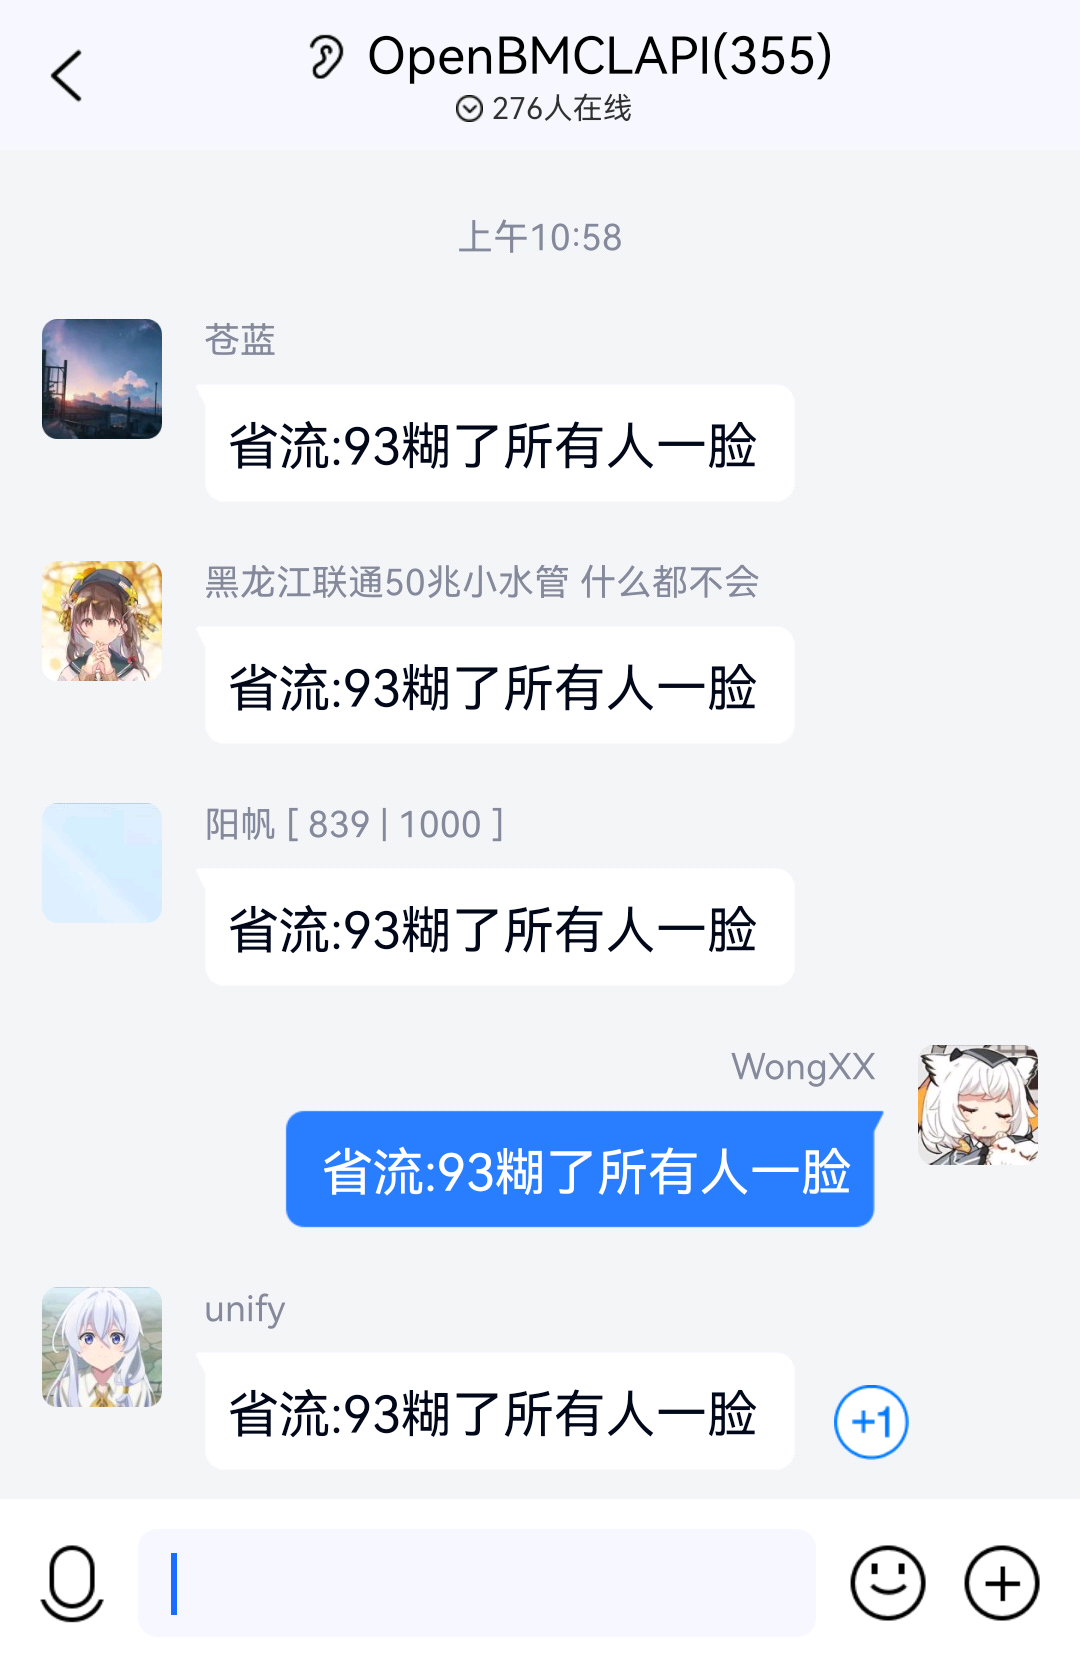 OpenBMCLAPI(355)
276人在线
上午10:58
苍蓝
省流:93糊了所有人一脸
黑龙江联通50兆小水管 什么都不会
省流:93糊了所有人一脸
阳帆 [ 839 | 1000 ]
省流:93糊了所有人一脸
WongXX
省流:93糊了所有人一脸
unify
省流:93糊了所有人一脸
+1